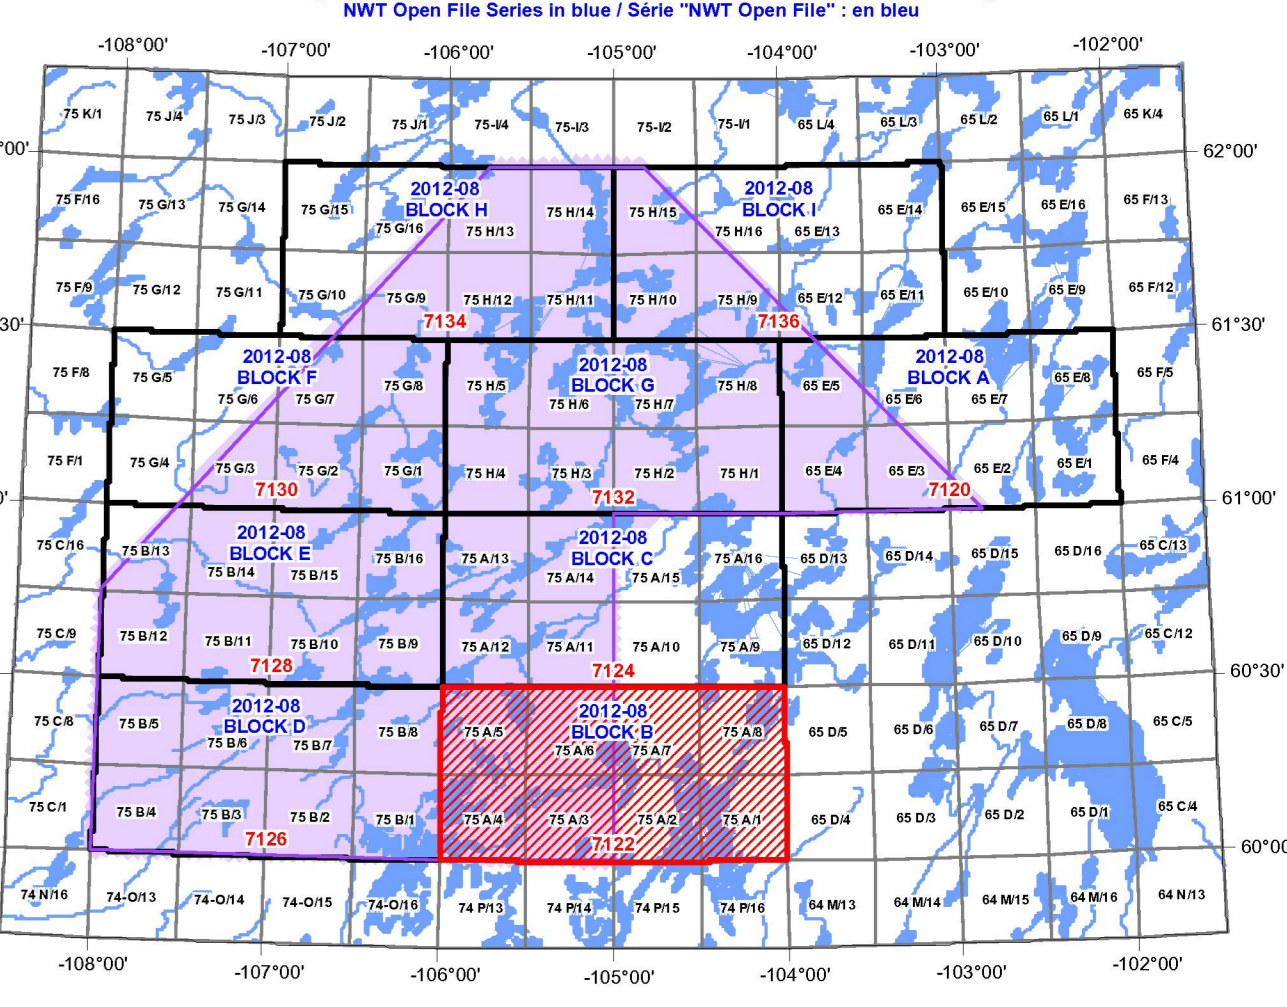 NWT Open File Series in blue / Série "NWT Open File" : en bleu
-108°00' -107°00' -106°00' -105°00' -104°00' -103°00' -102°00'
75 K/1 75 J/4 75 J/3 75 J/2 75 J/1 75-I/4 75-I/3 75-I/2 75-I/1 65 L/4 65 L/3 65 L/2 65 L/1 65 K/4
°00' 62°00'
2012-08 2012-08
BLOCK H BLOCK I
75 F/16 75 G/13 75 G/14 75 G/15 75 H/14 75 H/15 65 E/14 65 E/15 65 E/16 65 F/13
75 G/16 75 H/13 75 H/16 65 E/13
75 F/9 75 G/12 75 G/11 75 G/10 75 G/9 75 H/12 75 H/11 75 H/10 75 H/9 65 E/12 65 E/11 65 E/10 65 E/9 65 F/12
7134 7136
30' 61°30'
2012-08 2012-08 2012-08
BLOCK F BLOCK G BLOCK A
75 F/8 75 G/5 75 G/8 75 H/5 75 H/8 65 E/5 65 E/8 65 F/5
75 G/6 75 G/7 75 H/6 75 H/7 65 E/6 65 E/7
75 F/1 75 G/4 75 G/3 75 G/2 75 G/1 75 H/4 75 H/3 75 H/2 75 H/1 65 E/4 65 E/3 65 E/2 65 E/1 65 F/4
7130 7132 7120
0' 61°00'
2012-08 2012-08
BLOCK E BLOCK C
75 C/16 75 B/13 75 B/16 75 A/13 75 A/16 65 D/13 65 D/14 65 D/15 65 D/16 65 C/13
75 B/14 75 B/15 75 A/14 75 A/15
75 C/9 75 B/12 75 B/11 75 B/10 75 B/9 75 A/12 75 A/11 75 A/10 75 A/9 65 D/12 65 D/11 65 D/10 65 D/9 65 C/12
7128 7124
60°30'
2012-08 2012-08
BLOCK D BLOCK B
75 C/8 75 B/5 75 B/8 75 A/5 75 A/8 65 D/5 65 D/6 65 D/7 65 D/8 65 C/5
75 B/6 75 B/7 75 A/6 75 A/7
75 C/1 75 B/4 75 B/3 75 B/2 75 B/1 75 A/4 75 A/3 75 A/2 75 A/1 65 D/4 65 D/3 65 D/2 65 D/1 65 C/4
7126 7122
60°00
74 N/16 74-O/13 74-O/14 74-O/15 74-O/16 74 P/13 74 P/14 74 P/15 74 P/16 64 M/13 64 M/14 64 M/15 64 M/16 64 N/13
-108°00' -107°00' -106°00' -105°00' -104°00' -103°00' -102°00'